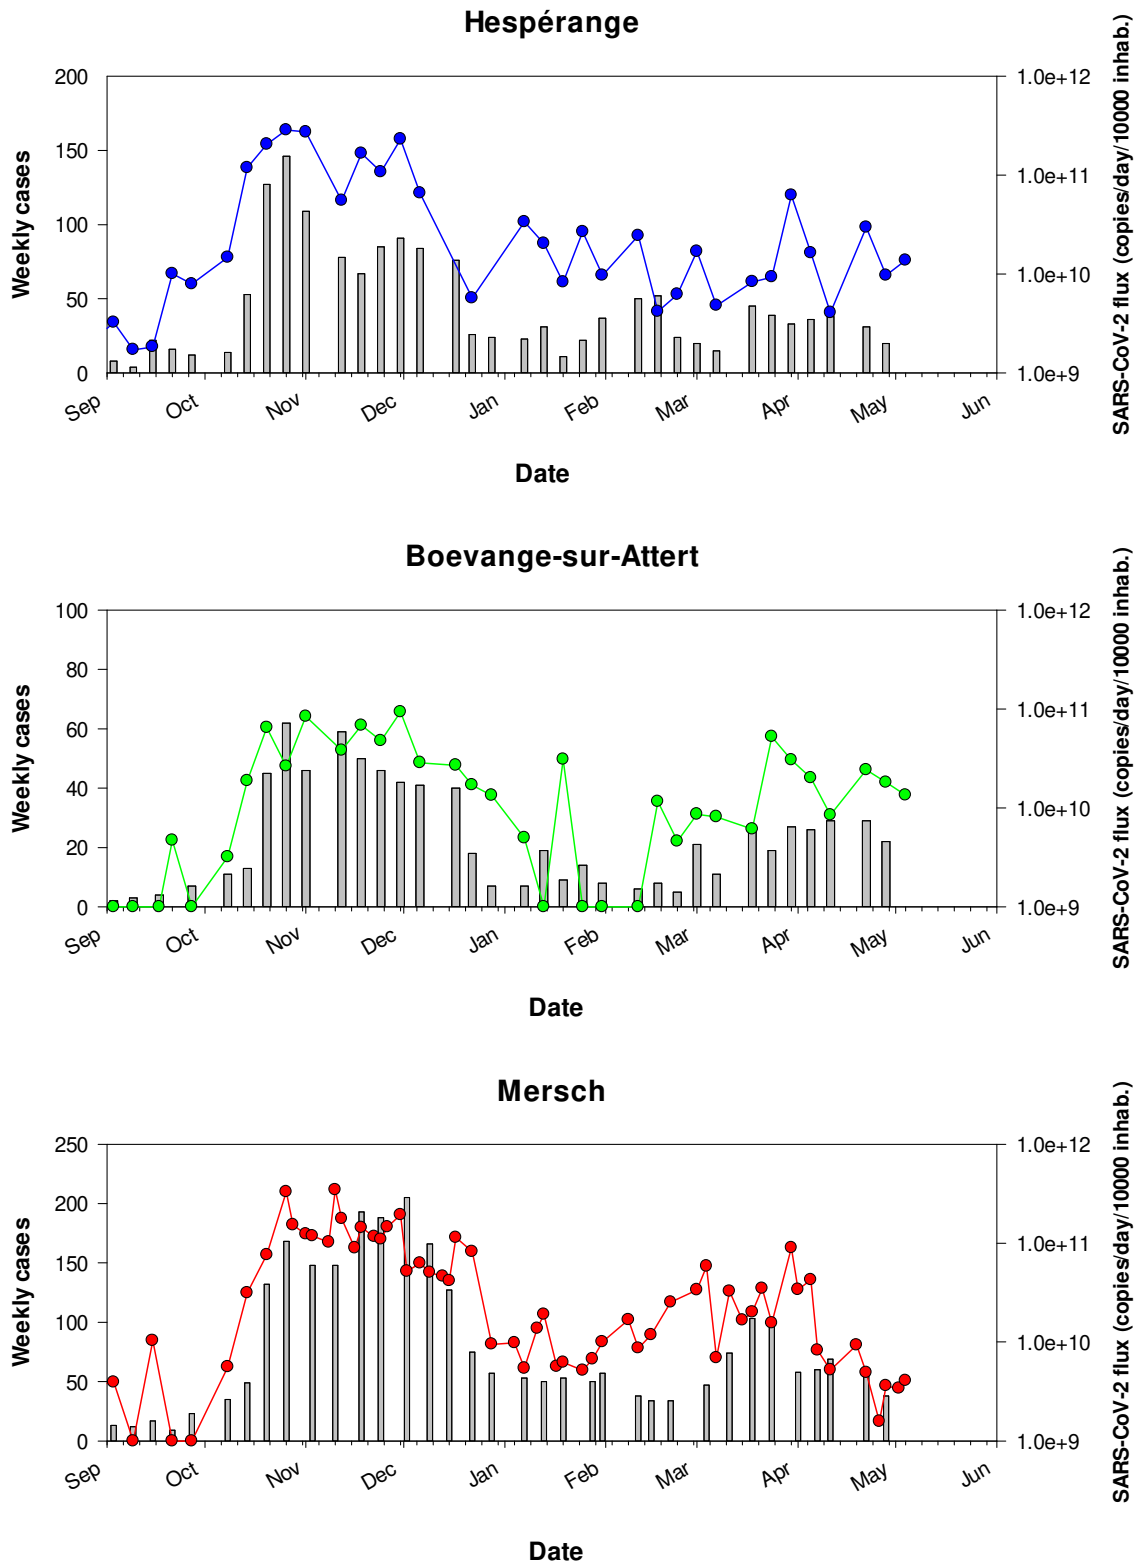 Hespérange
Weekly cases
200
150
100
50
0
1.0e+12
1.0e+11
1.0e+10
1.0e+9
SARS-CoV-2 flux (copies/day/10000 inhab.)
Sep Oct Nov Dec Jan Feb Mar Apr May Jun
Date
Boevange-sur-Attert
Weekly cases
100
80
60
40
20
0
1.0e+12
1.0e+11
1.0e+10
1.0e+9
SARS-CoV-2 flux (copies/day/10000 inhab.)
Sep Oct Nov Dec Jan Feb Mar Apr May Jun
Date
Mersch
Weekly cases
250
200
150
100
50
0
1.0e+12
1.0e+11
1.0e+10
1.0e+9
SARS-CoV-2 flux (copies/day/10000 inhab.)
Sep Oct Nov Dec Jan Feb Mar Apr May Jun
Date